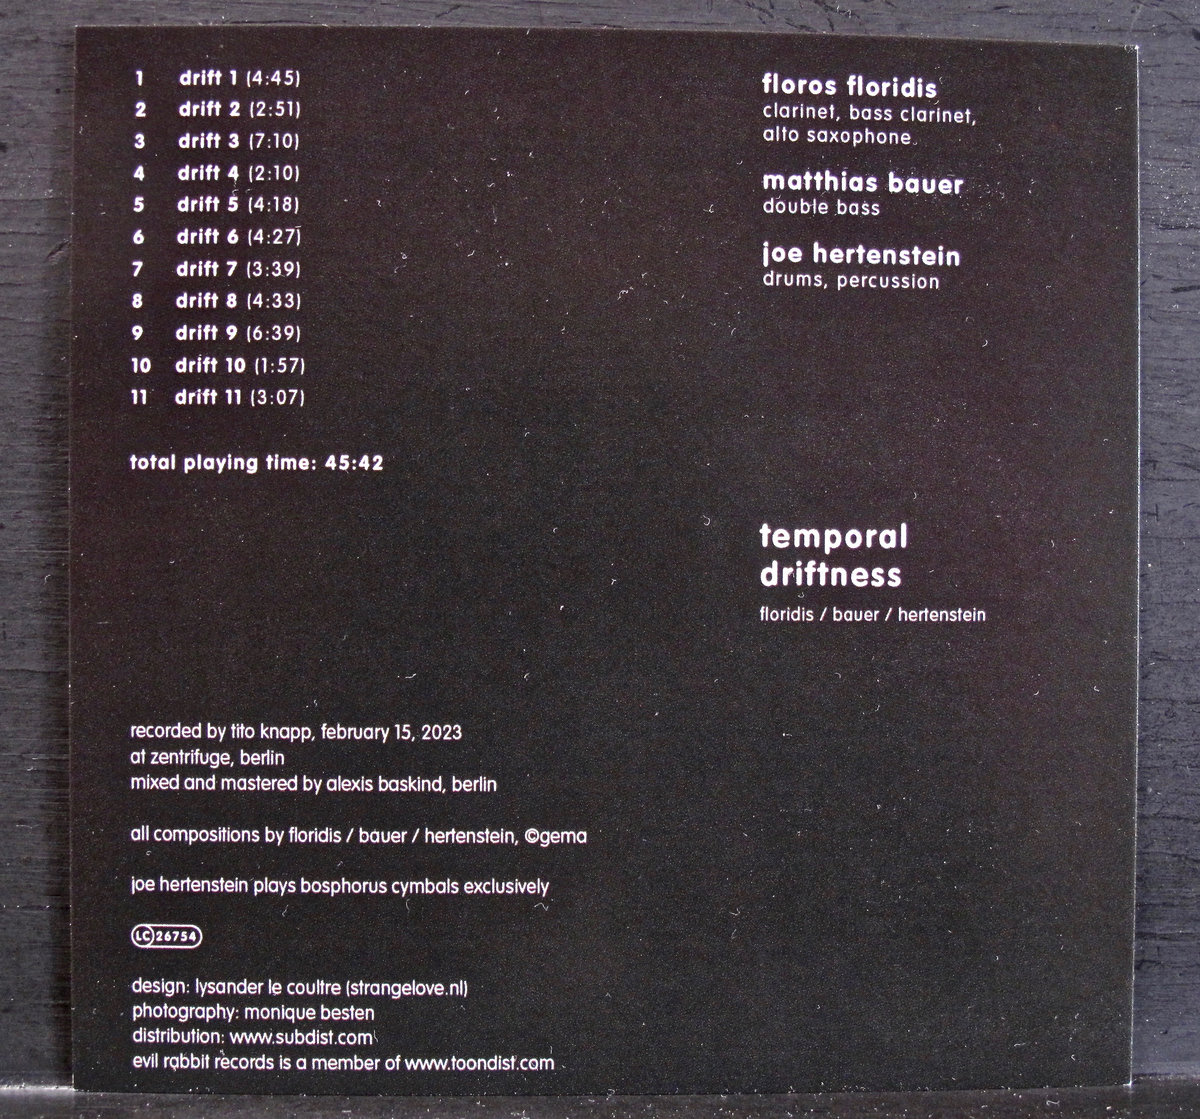 1 drift 1 (4:45)
2 drift 2 (2:51)
3 drift 3 (7:10)
4 drift 4 (2:10)
5 drift 5 (4:18)
6 drift 6 (4:27)
7 drift 7 (3:39)
8 drift 8 (4:33)
9 drift 9 (6:39)
10 drift 10 (1:57)
11 drift 11 (3:07)
total playing time: 45:42
floros floridis
clarinet, bass clarinet,
alto saxophone
matthias bauer
double bass
joe hertenstein
drums, percussion
temporal
driftness
floridis / bauer / hertenstein
recorded by tito knapp, february 15, 2023
at zentrifuge, berlin
mixed and mastered by alexis baskind, berlin
all compositions by floridis / bauer / hertenstein, ©gema
joe hertenstein plays bosphorus cymbals exclusively
LC 26754
design: lysander le coultre (strangelove.nl)
photography: monique besten
distribution: www.subdist.com
evil rabbit records is a member of www.toondist.com